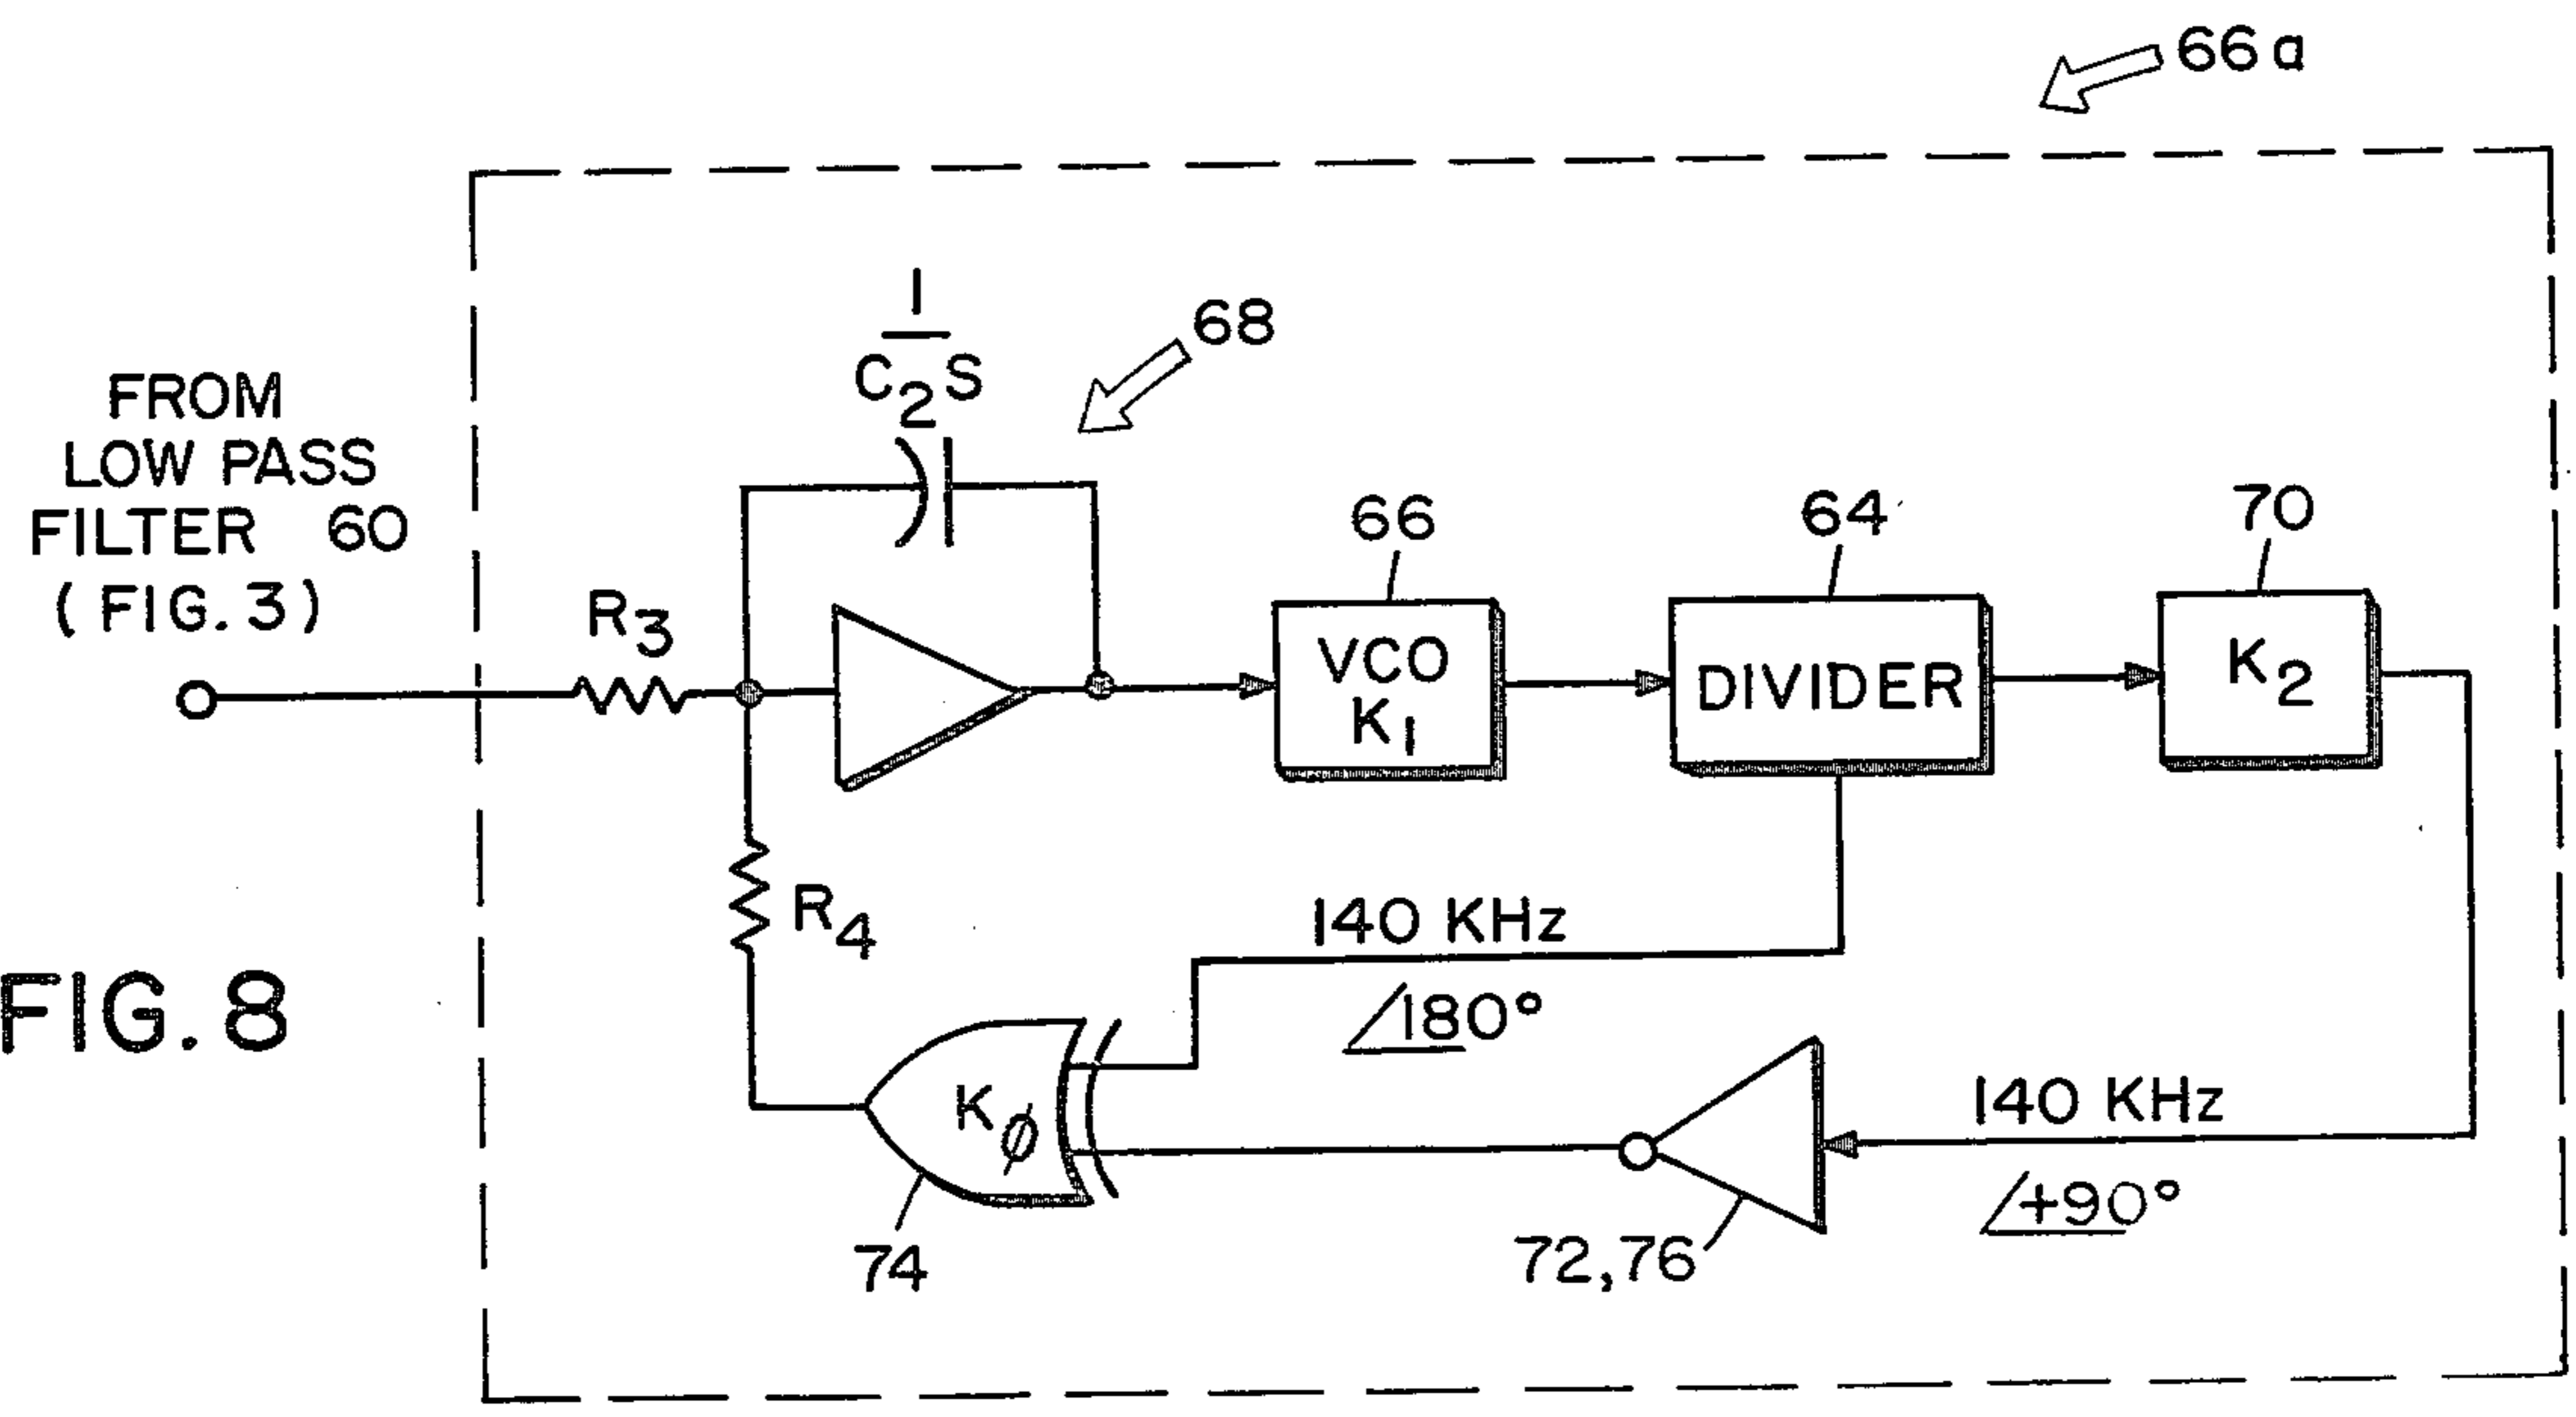 66a
1
C2S
68
FROM
LOW PASS
FILTER 60
(FIG. 3)
R3
66
VCO
K1
64
DIVIDER
70
K2
R4
140 KHz
180°
FIG. 8
Kø
74
72,76
140 KHz
+90°